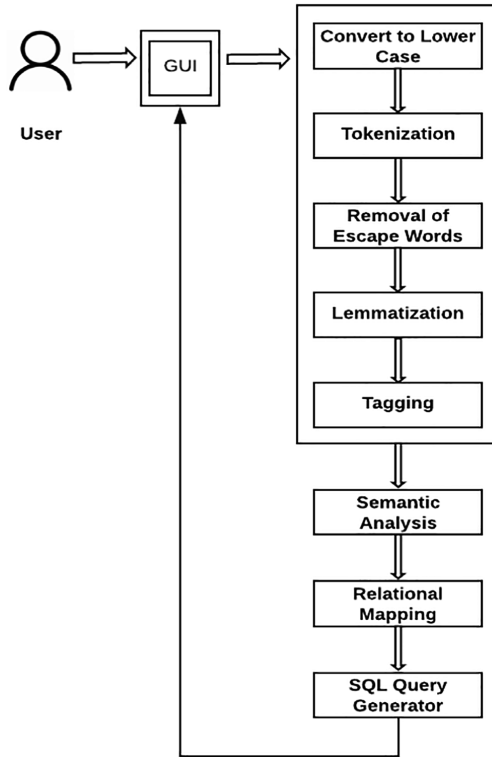 GUI
User
Convert to Lower
Case
Tokenization
Removal of
Escape Words
Lemmatization
Tagging
Semantic
Analysis
Relational
Mapping
SQL Query
Generator